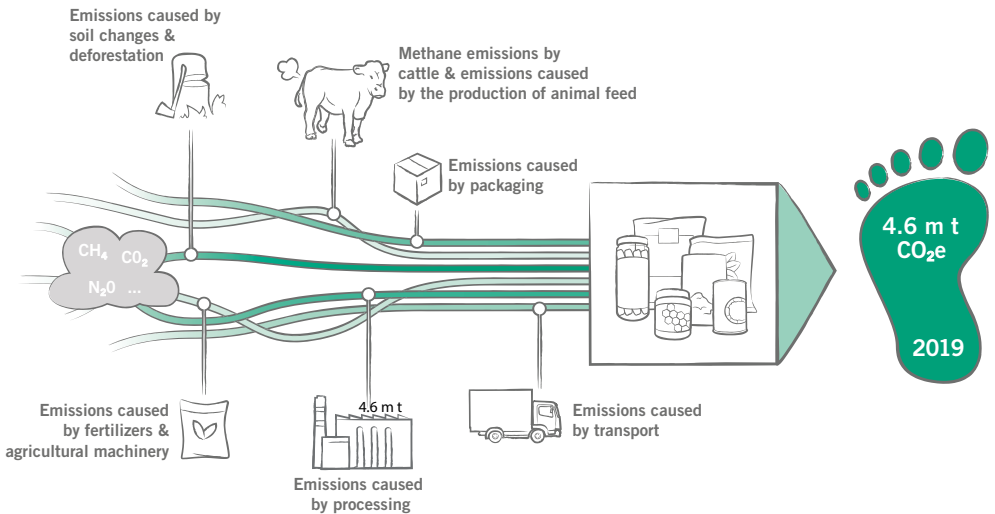 Emissions caused by
soil changes &
deforestation
Methane emissions by
cattle & emissions caused
by the production of animal feed
Emissions caused
by packaging
CH₄ CO₂
N₂O ...
4.6 m t
CO₂e
2019
Emissions caused
by fertilizers &
agricultural machinery
4.6 m t
Emissions caused
by processing
Emissions caused
by transport